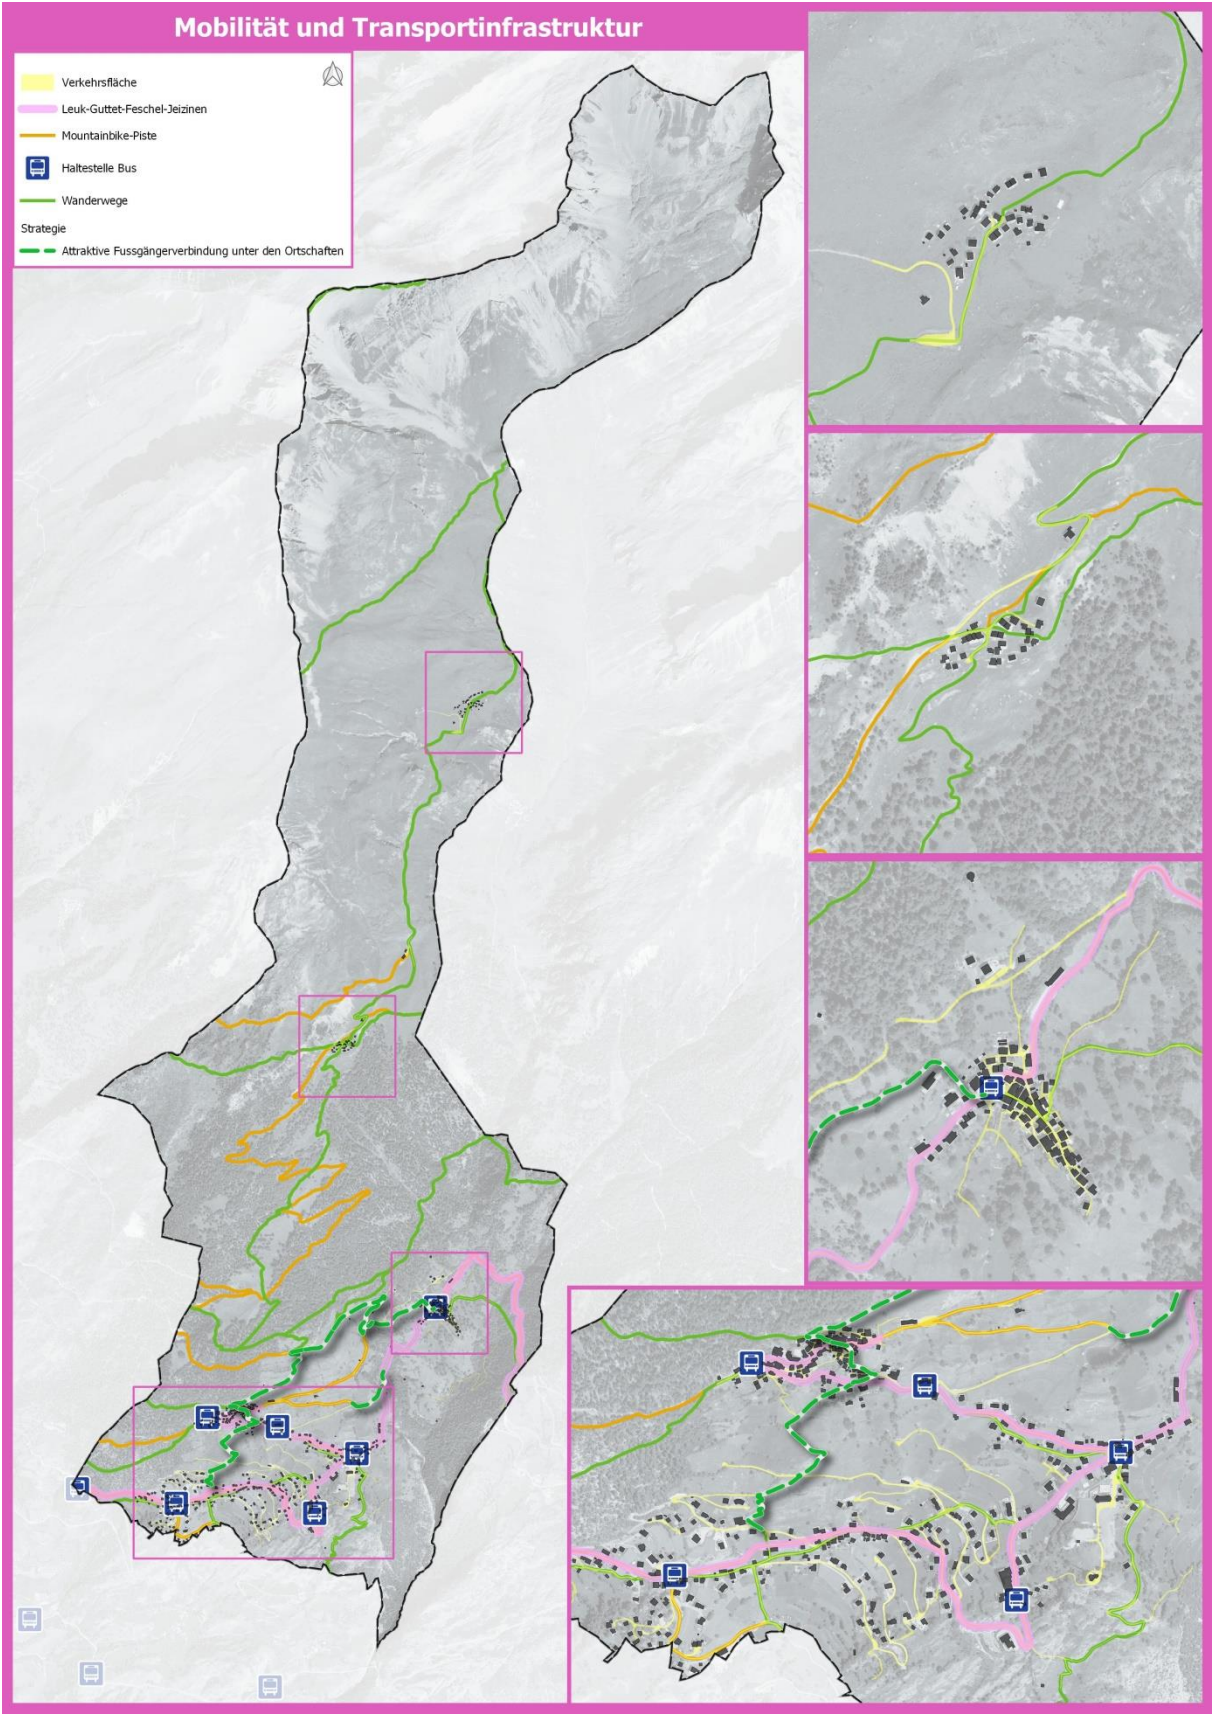 Mobilität und Transportinfrastruktur
Verkehrsfläche
Leuk-Guttet-Feschel-Jeizinen
Mountainbike-Piste
Haltestelle Bus
Wanderwege
Strategie
Attraktive Fussgängerverbindung unter den Ortschaften